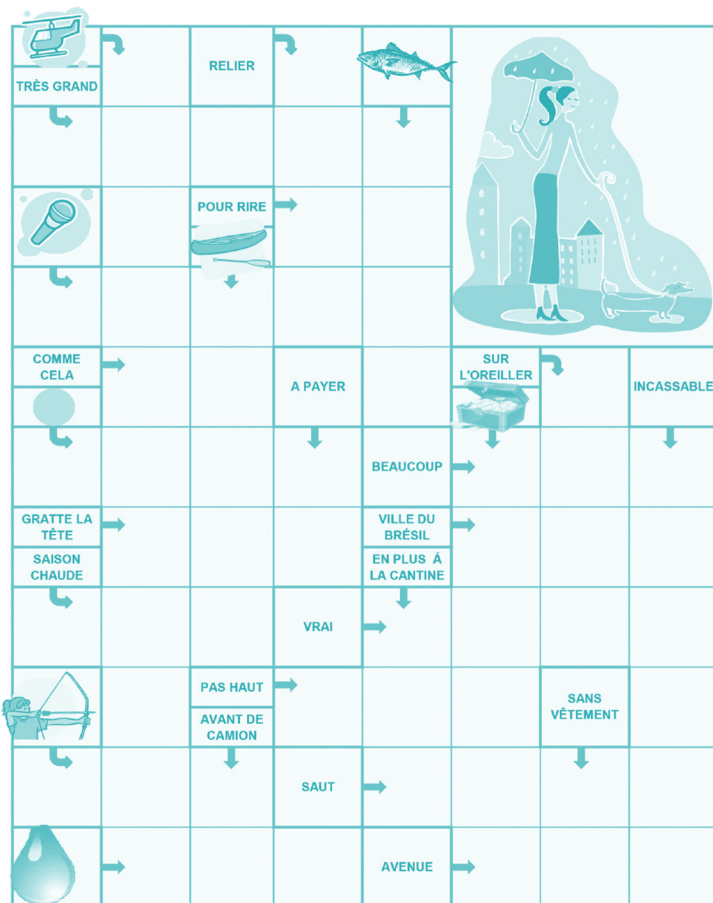 RELIER
TRÈS GRAND
POUR RIRE
COMME
CELA
A PAYER
SUR
L'OREILLER
INCASSABLE
BEAUCOUP
GRATTE LA
TÊTE
VILLE DU
BRÉSIL
SAISON
CHAUDE
EN PLUS Á
LA CANTINE
VRAI
PAS HAUT
SANS
VÊTEMENT
AVANT DE
CAMION
SAUT
AVENUE